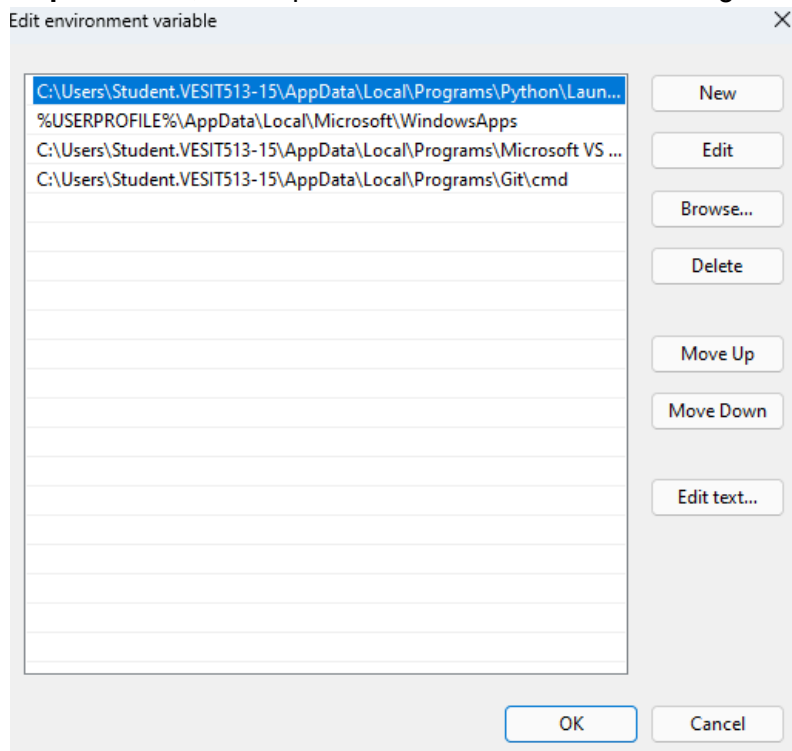 Edit environment variable
C:\Users\Student.VESIT513-15\AppData\Local\Programs\Python\Laun...
New
%USERPROFILE%\AppData\Local\Microsoft\WindowsApps
C:\Users\Student.VESIT513-15\AppData\Local\Programs\Microsoft VS ...
Edit
C:\Users\Student.VESIT513-15\AppData\Local\Programs\Git\cmd
Browse...
Delete
Move Up
Move Down
Edit text...
OK
Cancel